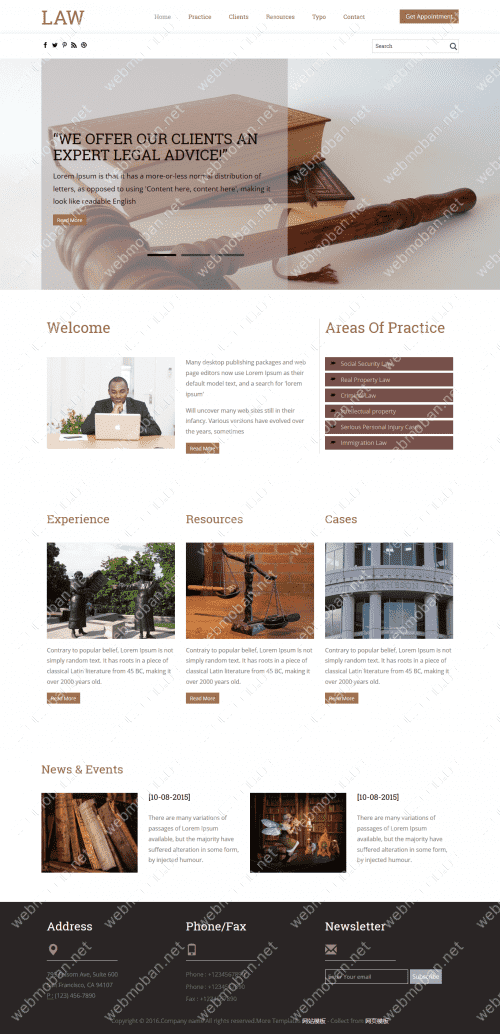 LAW
Home Practice Clients Resources Typo Contact Get Appointment
Search
"WE OFFER OUR CLIENTS AN
EXPERT LEGAL ADVICE!"
Lorem Ipsum is that it has a more-or-less normal distribution of
letters, as opposed to using 'Content here, content here', making it
look like readable English
Read More
Welcome
Many desktop publishing packages and web
page editors now use Lorem Ipsum as their
default model text, and a search for 'lorem
ipsum'
Will uncover many web sites still in their
infancy. Various versions have evolved over
the years, sometimes
Read More
Areas Of Practice
Social Security Law
Real Property Law
Criminal Law
Intellectual property
Serious Personal Injury Cases
Immigration Law
Experience
Contrary to popular belief, Lorem Ipsum is not
simply random text. It has roots in a piece of
classical Latin literature from 45 BC, making it
over 2000 years old.
Read More
Resources
Contrary to popular belief, Lorem Ipsum is not
simply random text. It has roots in a piece of
classical Latin literature from 45 BC, making it
over 2000 years old.
Read More
Cases
Contrary to popular belief, Lorem Ipsum is not
simply random text. It has roots in a piece of
classical Latin literature from 45 BC, making it
over 2000 years old.
Read More
News & Events
[10-08-2015]
There are many variations of
passages of Lorem Ipsum
available, but the majority have
suffered alteration in some form,
by injected humour.
[10-08-2015]
There are many variations of
passages of Lorem Ipsum
available, but the majority have
suffered alteration in some form,
by injected humour.
Address
Ave, Suite 600
San Francisco, CA 94107
P: (123) 456-7890
Phone/Fax
Phone :
Phone :
Fax :
Newsletter
Enter Your email Subscribe
Copyright © 2016.Company name All rights reserved.More Templates 网站模板 - Collect from 网页模板
webmoban.net